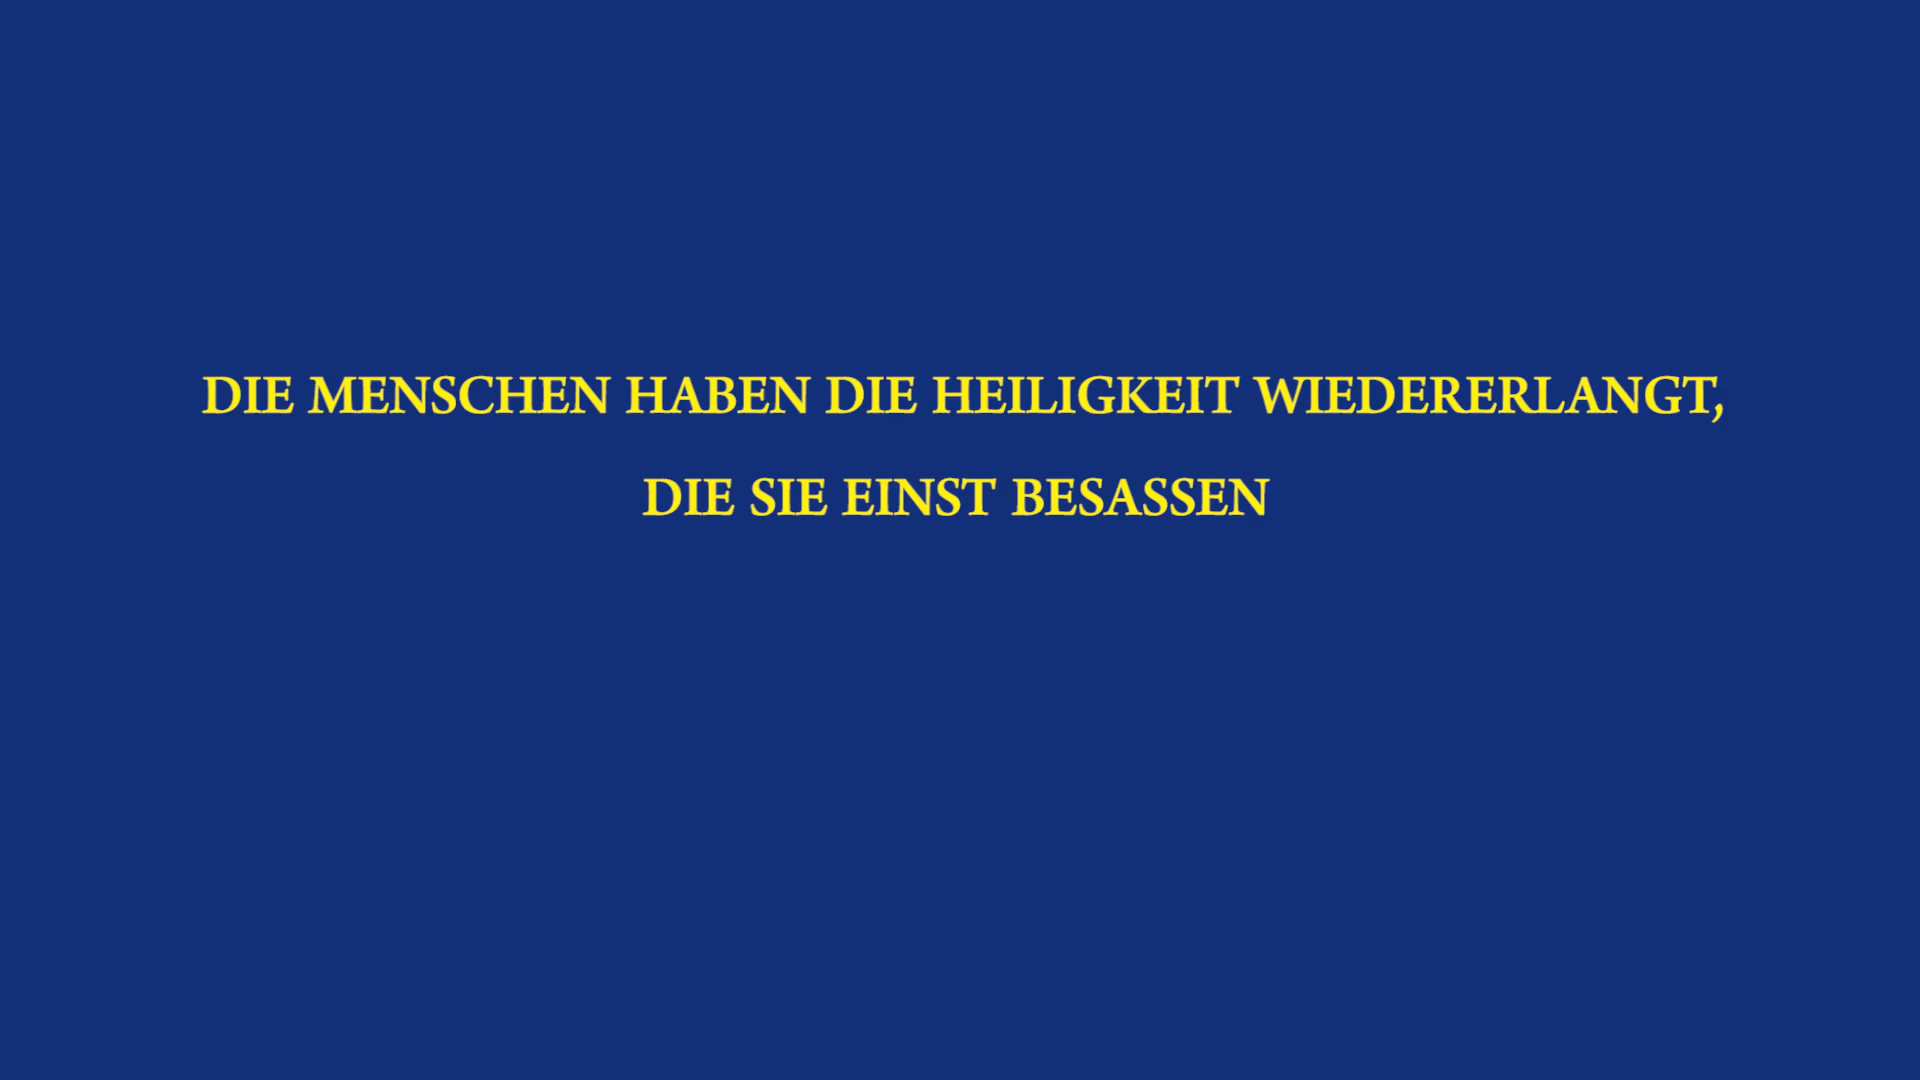 DIE MENSCHEN HABEN DIE HEILIGKEIT WIEDERERLANGT,
DIE SIE EINST BESASSEN